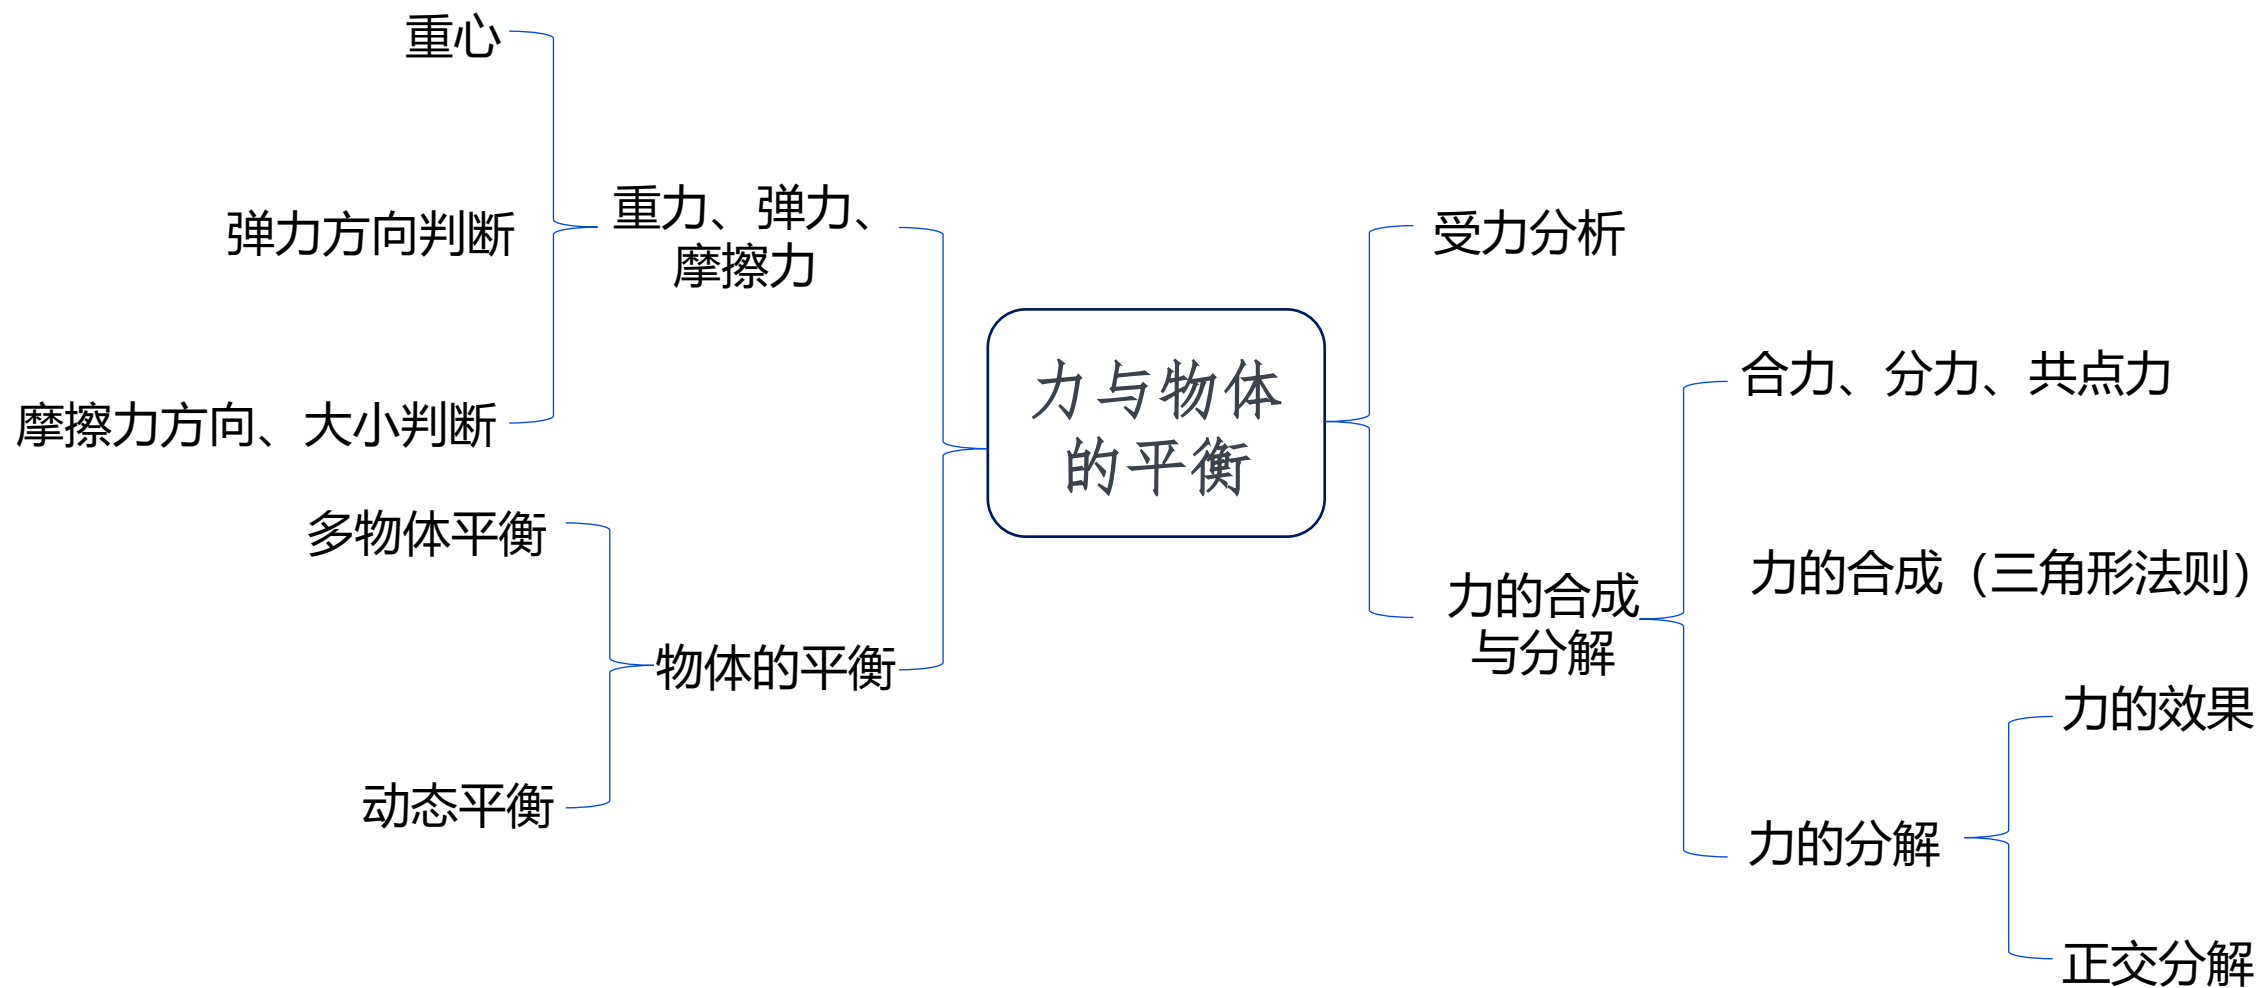 重心
弹力方向判断
摩擦力方向、大小判断
重力、弹力、
摩擦力
多物体平衡
动态平衡
物体的平衡
力与物体
的平衡
受力分析
力的合成
与分解
合力、分力、共点力
力的合成（三角形法则）
力的分解
力的效果
正交分解